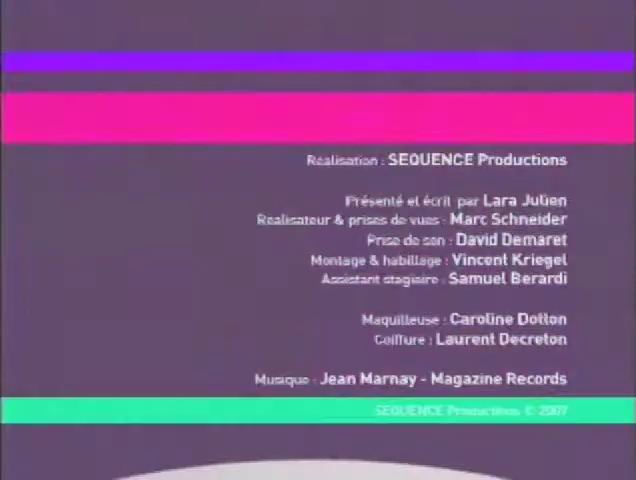 Réalisation : SEQUENCE Productions
Présenté et écrit par Lara Julien
Réalisateur & prises de vues : Marc Schneider
Prise de son : David Demaret
Montage & habillage : Vincent Kriegel
Assistant stagiaire : Samuel Berardi
Maquilleuse : Caroline Dotton
Coiffure : Laurent Decreton
Musique : Jean Marnay - Magazine Records
SEQUENCE Productions © 2007